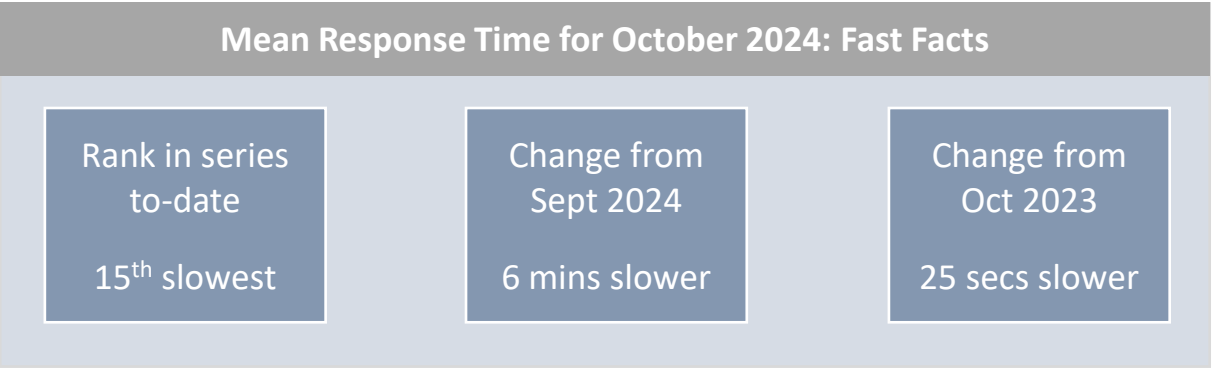 Mean Response Time for October 2024: Fast Facts
Rank in series
to-date
15th slowest
Change from
Sept 2024
6 mins slower
Change from
Oct 2023
25 secs slower